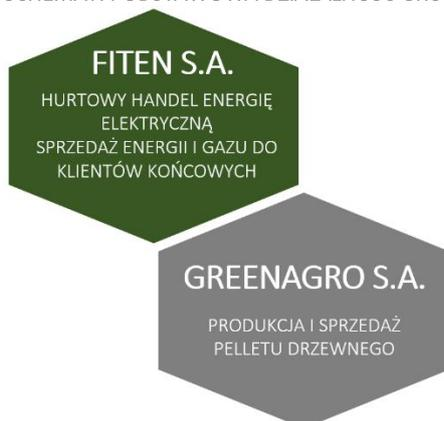 FITEN S.A.
HURTOWY HANDEL ENERGIĘ
ELEKTRYCZNĄ
SPRZEDAŻ ENERGII I GAZU DO
KLIENTÓW KOŃCOWYCH
GREENAGRO S.A.
PRODUKCJA I SPRZEDAŻ
PELLETU DRZEWNEGO